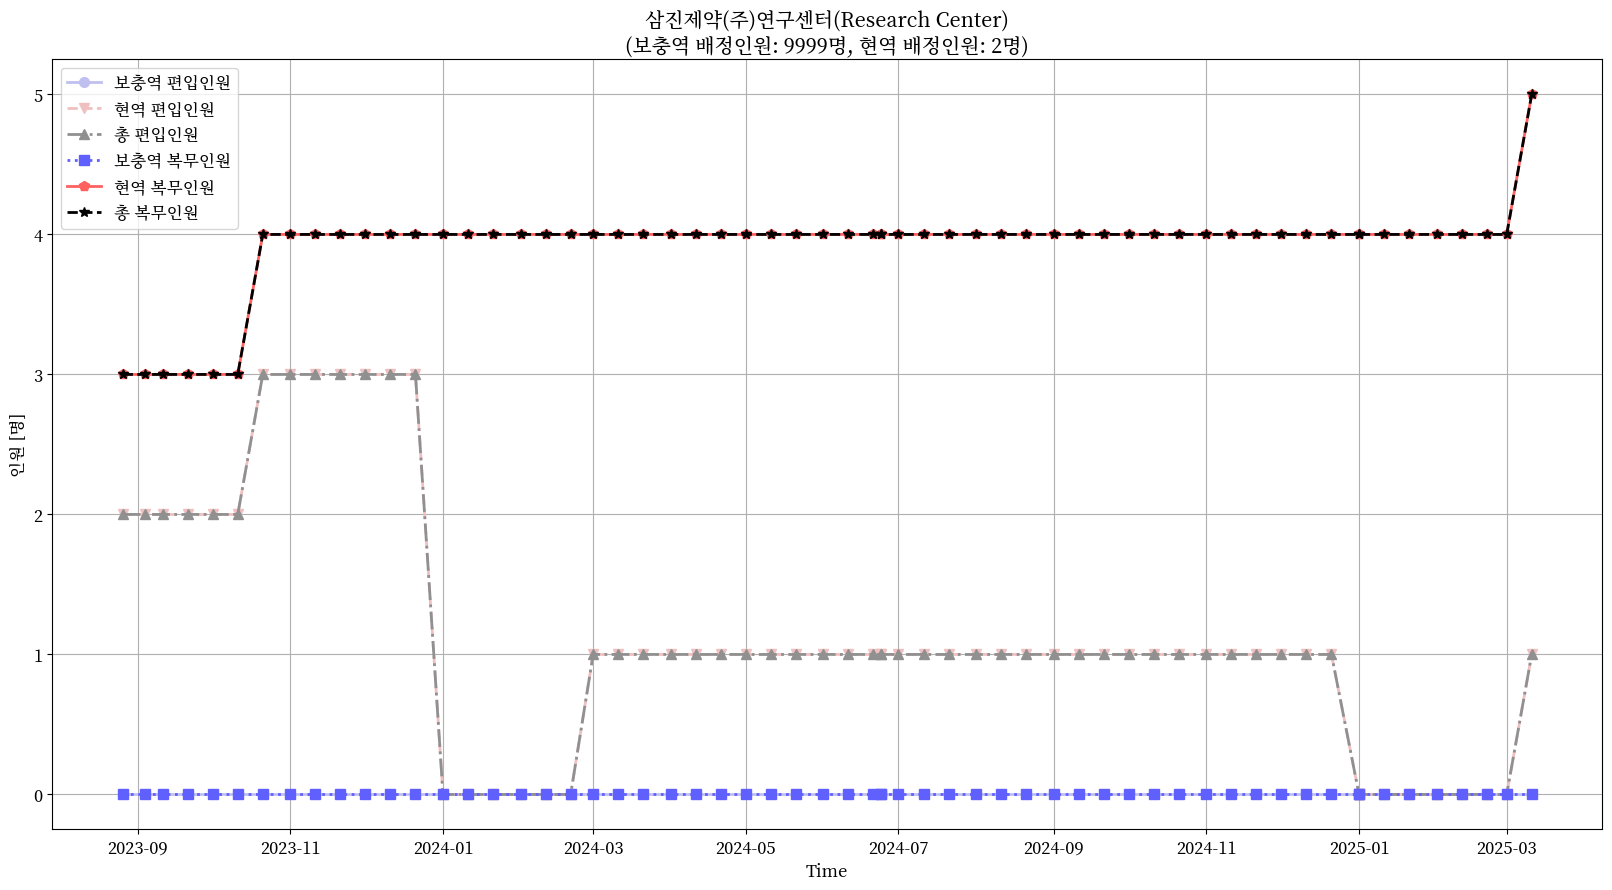 삼진제약(주)연구센터(Research Center)
(보충역 배정인원: 9999명, 현역 배정인원: 2명)
보충역 편입인원
현역 편입인원
총 편입인원
보충역 복무인원
현역 복무인원
총 복무인원
인원 [명]
5
4
3
2
1
0
2023-09
2023-11
2024-01
2024-03
2024-05
2024-07
2024-09
2024-11
2025-01
2025-03
Time